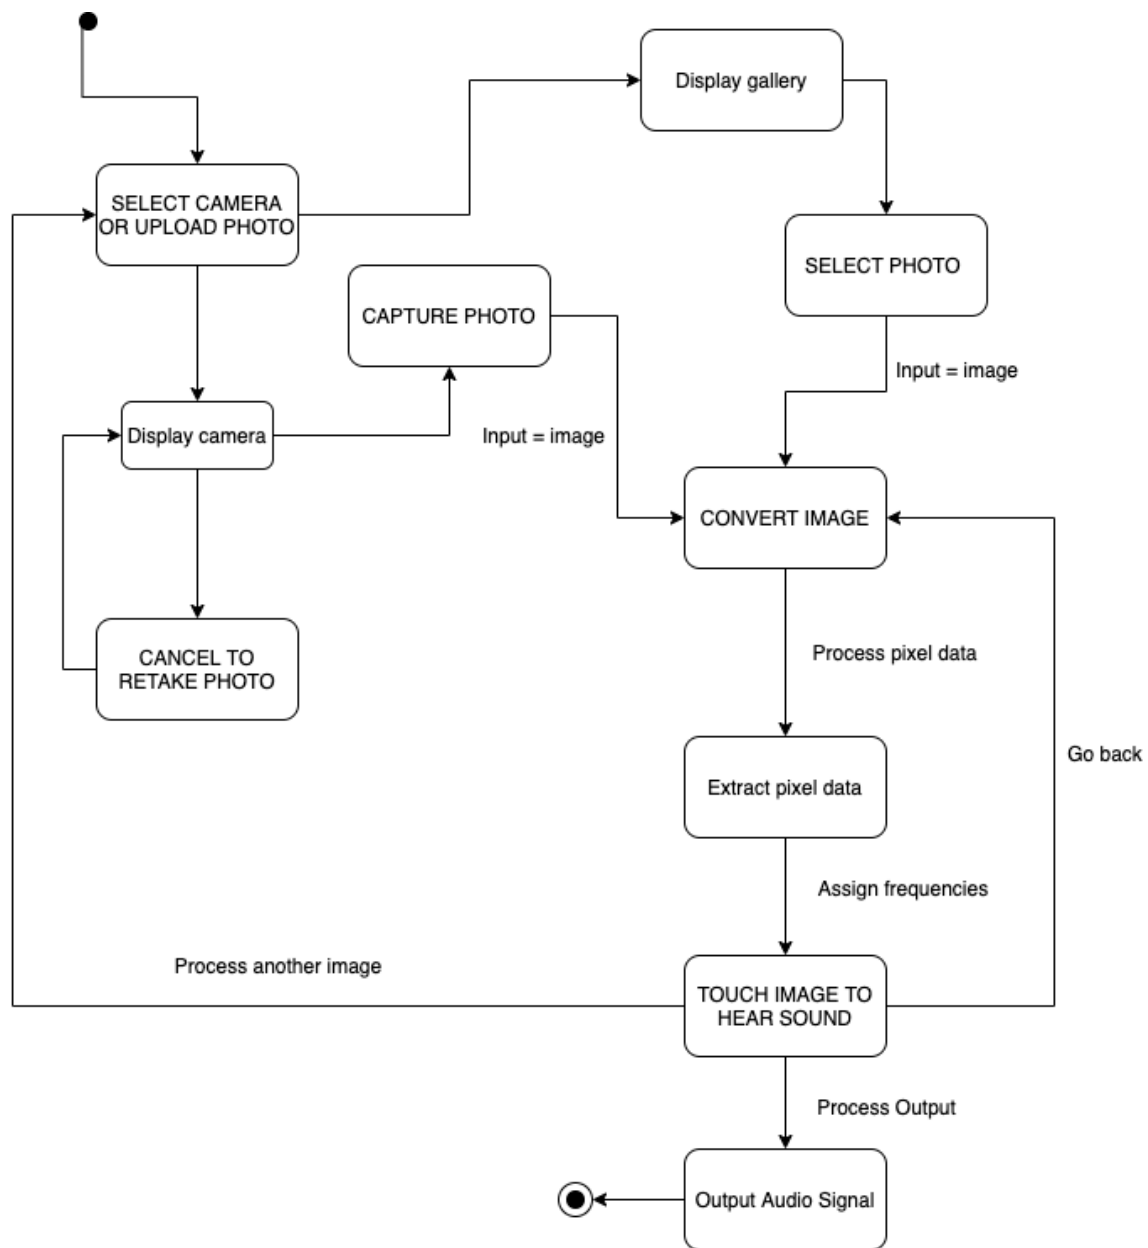 Display gallery
SELECT CAMERA
OR UPLOAD PHOTO
SELECT PHOTO
CAPTURE PHOTO
Input = image
Display camera
Input = image
CONVERT IMAGE
CANCEL TO
RETAKE PHOTO
Process pixel data
Go back
Extract pixel data
Assign frequencies
Process another image
TOUCH IMAGE TO
HEAR SOUND
Process Output
Output Audio Signal